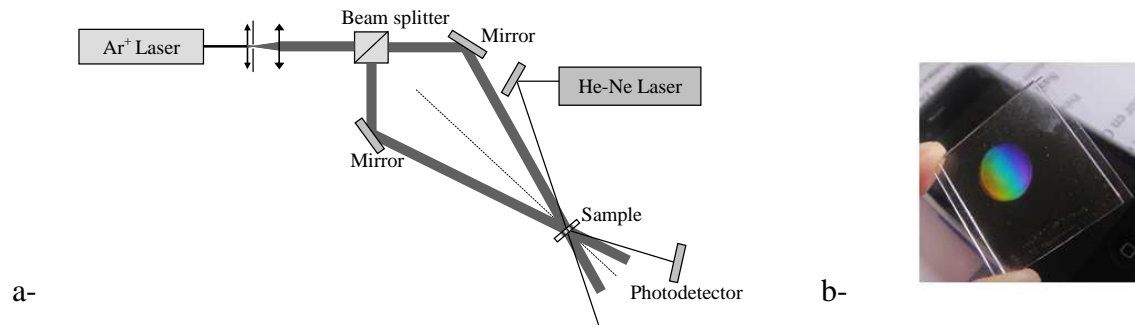 Beam splitter
Ar+ Laser
Mirror
He-Ne Laser
Mirror
Sample
Photodetector
a-
b-